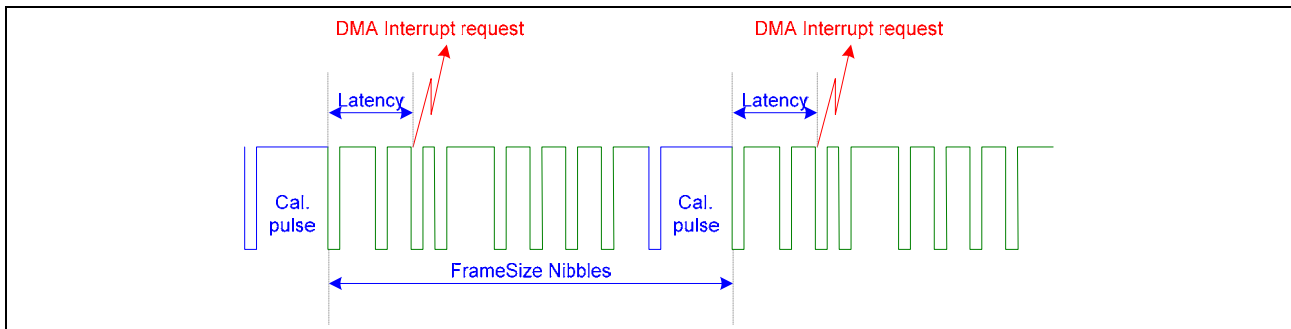 DMA Interrupt request
DMA Interrupt request
Latency
Latency
Cal.
pulse
Cal.
pulse
FrameSize Nibbles